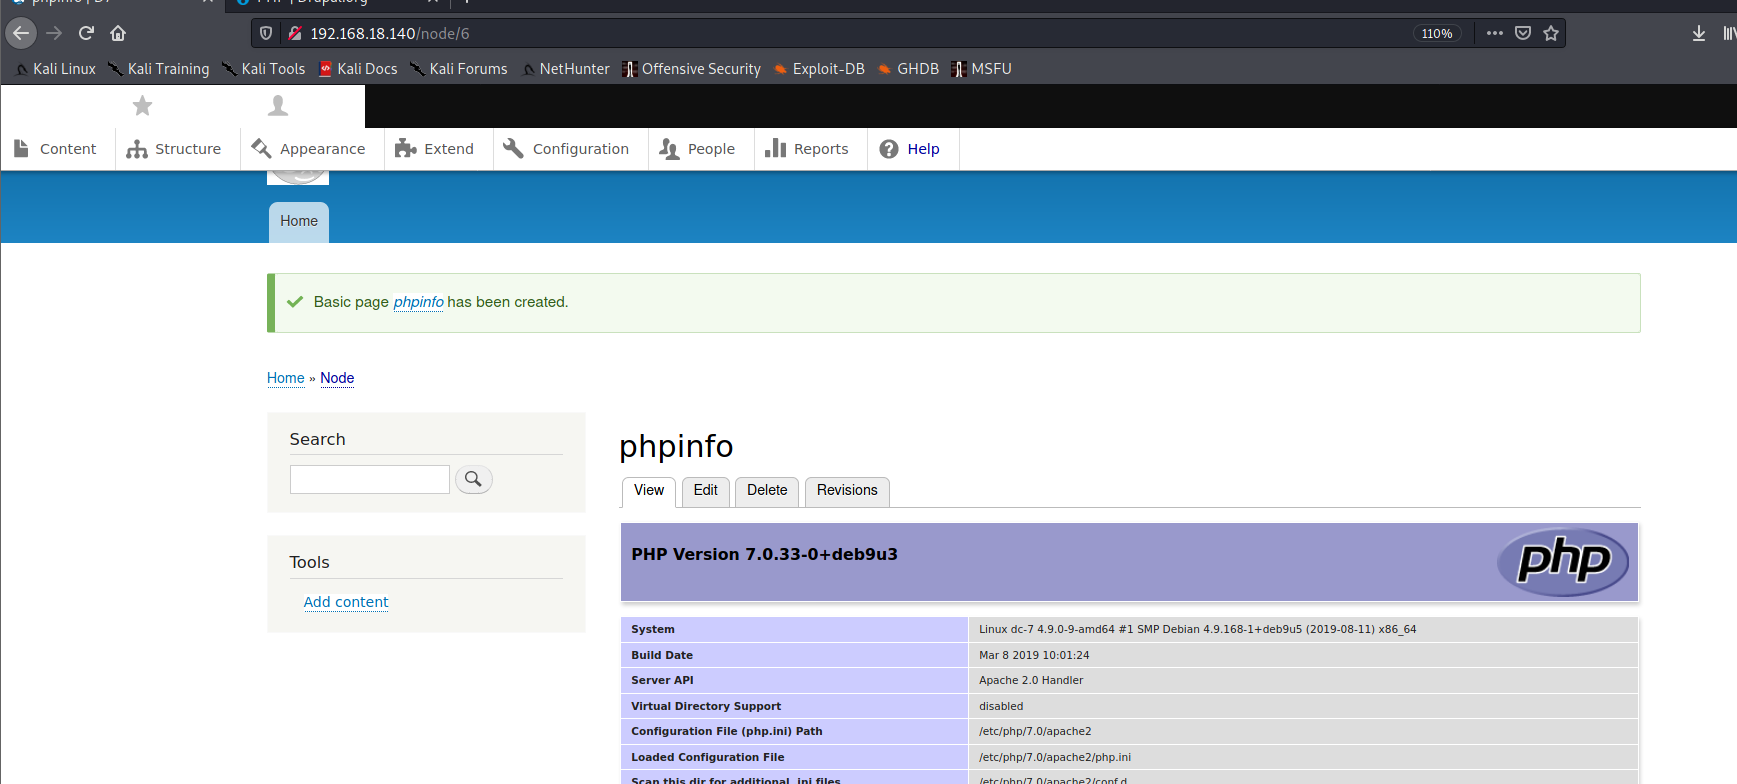 phpinfo | D7
PHP | Drupal.org
192.168.18.140/node/6
110%
Kali Linux Kali Training Kali Tools Kali Docs Kali Forums NetHunter Offensive Security Exploit-DB GHDB MSFU
Content Structure Appearance Extend Configuration People Reports Help
Home
Basic page phpinfo has been created.
Home » Node
Search
Tools
Add content
phpinfo
View Edit Delete Revisions
PHP Version 7.0.33-0+deb9u3
php
System Linux dc-7 4.9.0-9-amd64 #1 SMP Debian 4.9.168-1+deb9u5 (2019-08-11) x86_64
Build Date Mar 8 2019 10:01:24
Server API Apache 2.0 Handler
Virtual Directory Support disabled
Configuration File (php.ini) Path /etc/php/7.0/apache2
Loaded Configuration File /etc/php/7.0/apache2/php.ini
Scan this dir for additional .ini files /etc/php/7.0/apache2/conf.d